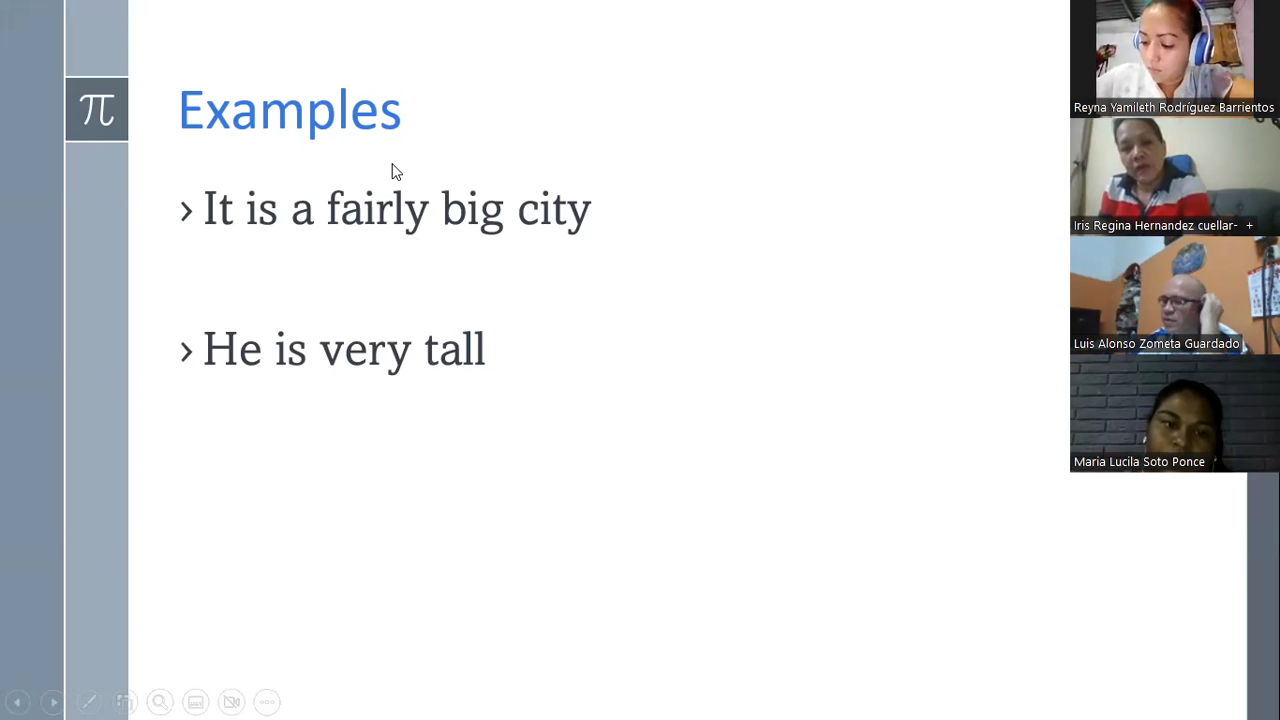 π
Examples
› It is a fairly big city
› He is very tall
Reyna Yamileth Rodríguez Barrientos
Iris Regina Hernandez cuellar- +
Luis Alonso Zometa Guardado
Maria Lucila Soto Ponce